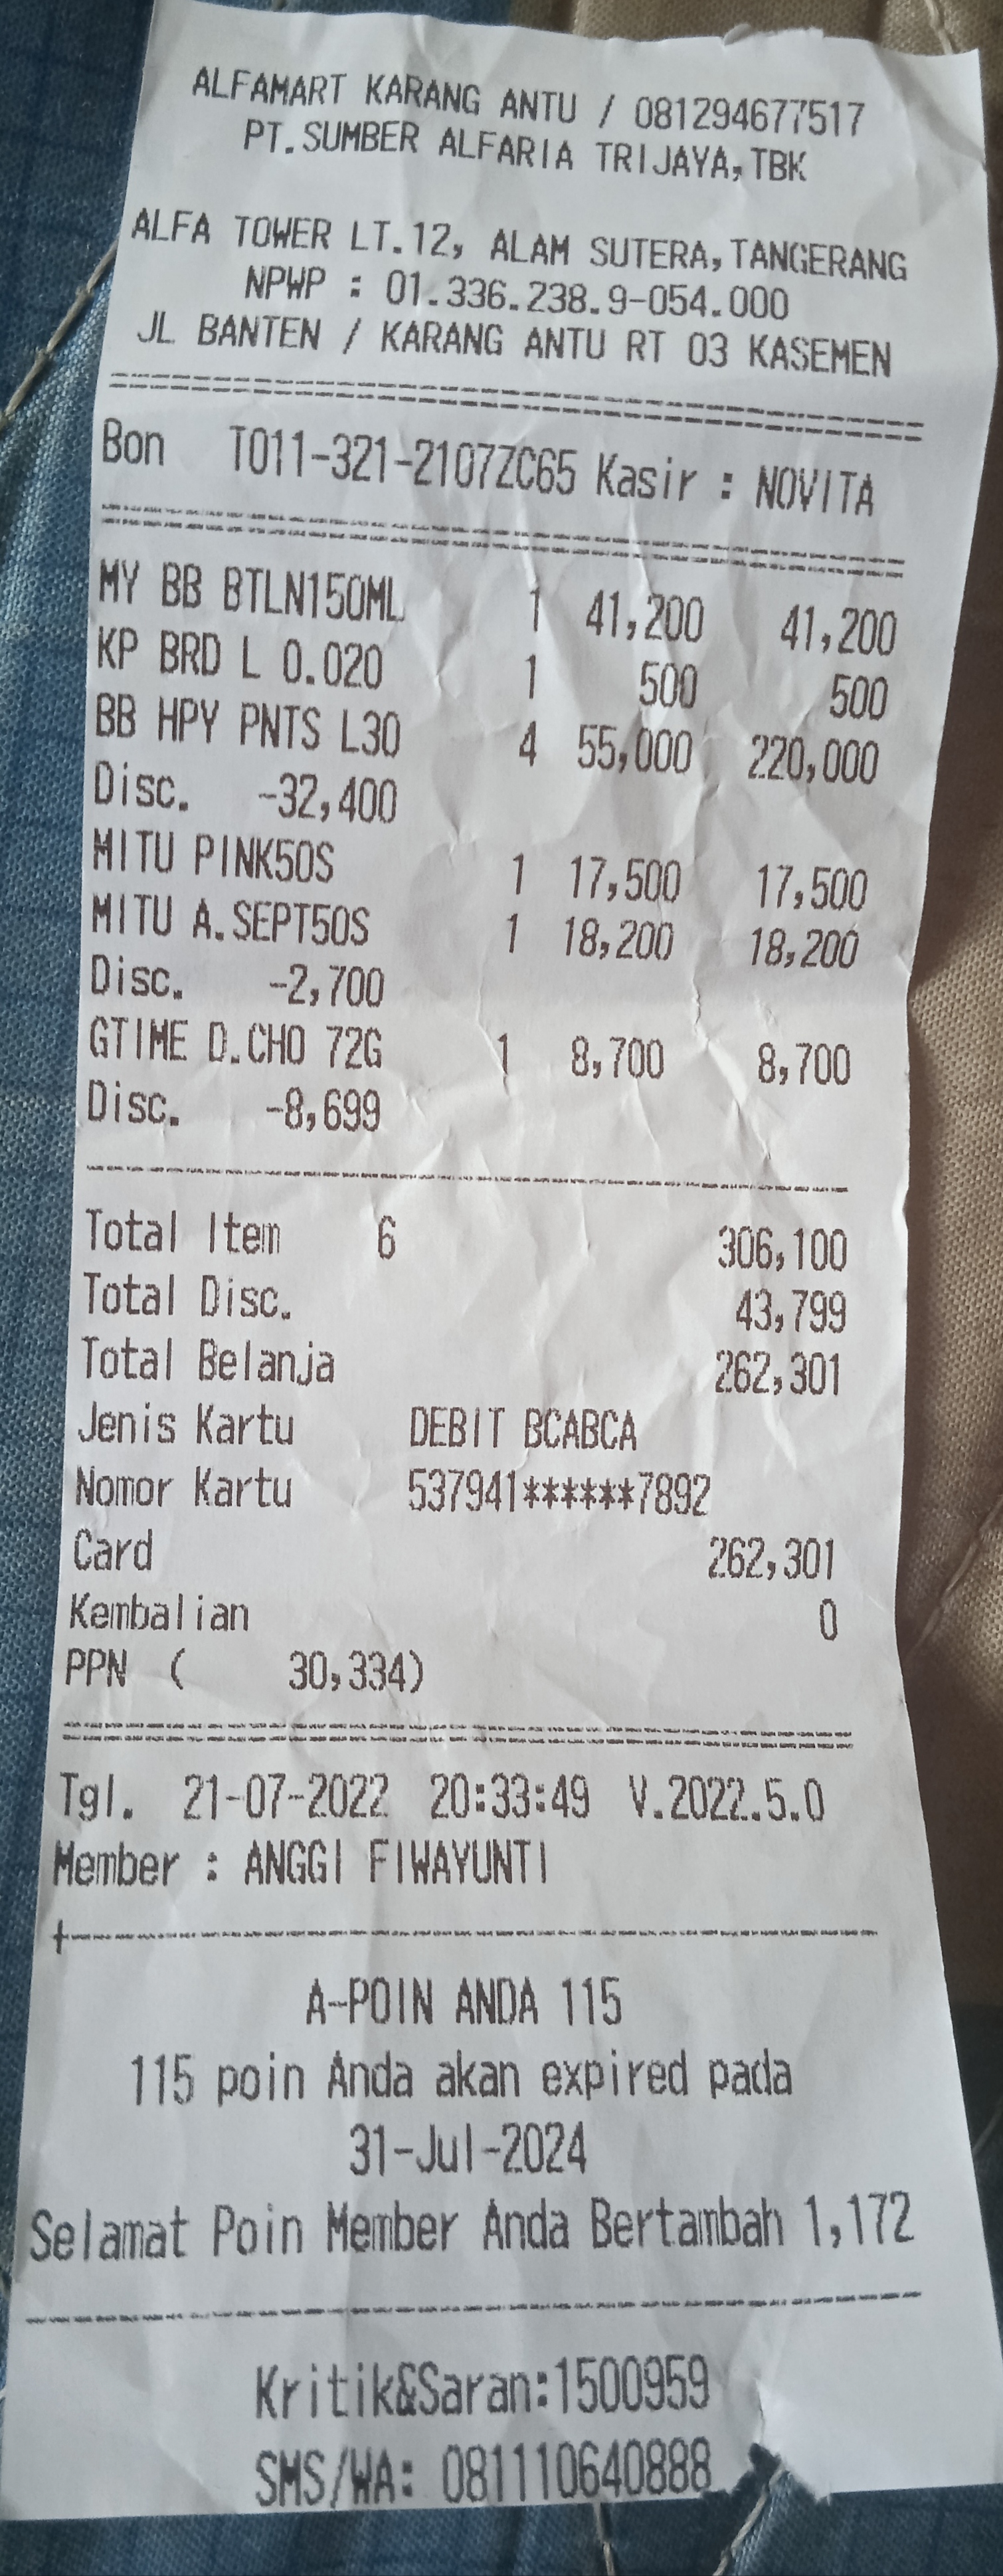 ALFAMART KARANG ANTU / 081294677517
PT.SUMBER ALFARIA TRIJAYA,TBK
ALFA TOWER LT.12, ALAM SUTERA,TANGERANG
NPWP : 01.336.238.9-054.000
JL BANTEN / KARANG ANTU RT 03 KASEMEN
Bon T011-321-2107ZC65 Kasir : NOVITA
MY BB BTLN150ML 1 41,200 41,200
KP BRD L 0.020 1 500 500
BB HPY PNTS L30 4 55,000 220,000
Disc. -32,400
MITU PINK50S 1 17,500 17,500
MITU A.SEPT50S 1 18,200 18,200
Disc. -2,700
GTIME D.CHO 72G 1 8,700 8,700
Disc. -8,699
Total Item 6 306,100
Total Disc. 43,799
Total Belanja 262,301
Jenis Kartu DEBIT BCABCA
Nomor Kartu 537941******7892
Card 262,301
Kembalian 0
PPN ( 30,334)
Tgl. 21-07-2022 20:33:49 V.2022.5.0
Member : ANGGI FIWAYUNTI
A-POIN ANDA 115
115 poin Anda akan expired pada
31-Jul-2024
Selamat Poin Member Anda Bertambah 1,172
Kritik&Saran:1500959
SMS/WA: 081110640888